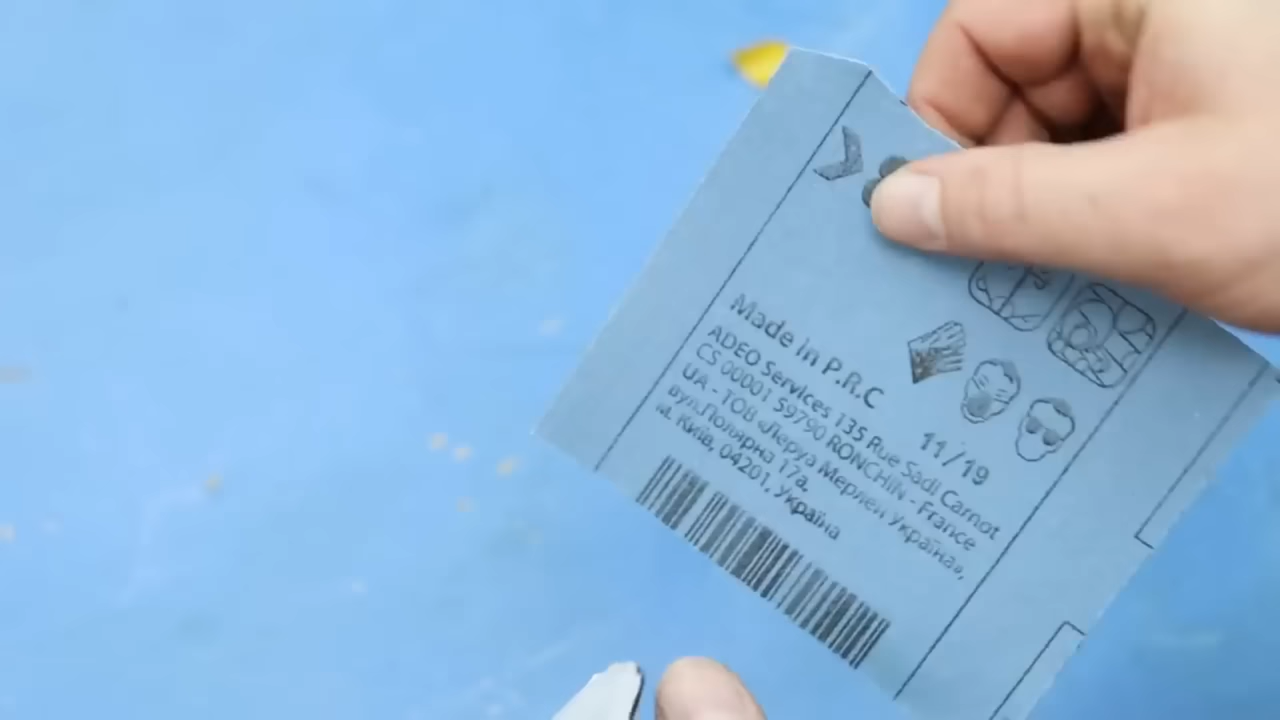 Made in P.R.C
11/19
ADEO Services 135 Rue Sadi Carnot
CS 00001 59790 RONCHIN - France
UA - ТОВ «Леруа Мерлен Україна»,
вул.Полярна 17а,
м. Київ, 04201, Україна